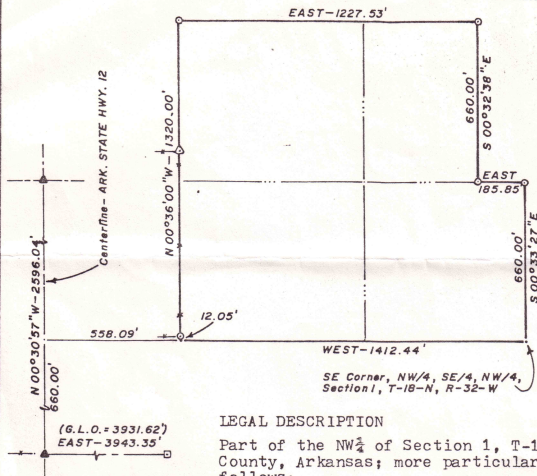 EAST-1227.53'
Centerline- ARK. STATE HWY. 12
N 00°36'00"W- 1320.00'
660.00'
S 00°32'38"E
EAST
185.85
N 00°30'57"W-2596.04'
660.00'
S 00°33'27"E
12.05'
558.09'
WEST-1412.44'
660.00'
SE Corner, NW/4, SE/4, NW/4,
Section 1, T-18-N, R-32-W
(G.L.O.= 3931.62')
EAST-3943.35'
LEGAL DESCRIPTION
Part of the NW¼ of Section 1, T-1
County, Arkansas; more particular
follows: